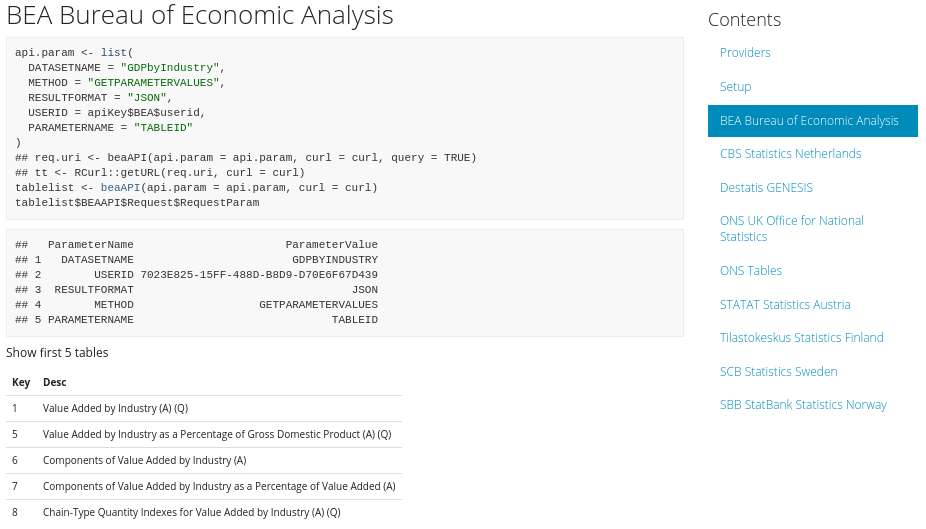 BEA Bureau of Economic Analysis
api.param <- list(
  DATASETNAME = "GDPbyIndustry",
  METHOD = "GETPARAMETERVALUES",
  RESULTFORMAT = "JSON",
  USERID = apiKey$BEA$userid,
  PARAMETERNAME = "TABLEID"
)
## req.uri <- beaAPI(api.param = api.param, curl = curl, query = TRUE)
## tt <- RCurl::getURL(req.uri, curl = curl)
tablelist <- beaAPI(api.param = api.param, curl = curl)
tablelist$BEAAPI$Request$RequestParam
##   ParameterName                       ParameterValue
## 1   DATASETNAME                        GDPBYINDUSTRY
## 2        USERID 7023E825-15FF-488D-B8D9-D70E6F67D439
## 3  RESULTFORMAT                                 JSON
## 4        METHOD                   GETPARAMETERVALUES
## 5 PARAMETERNAME                              TABLEID
Show first 5 tables
Key Desc
1 Value Added by Industry (A) (Q)
5 Value Added by Industry as a Percentage of Gross Domestic Product (A) (Q)
6 Components of Value Added by Industry (A)
7 Components of Value Added by Industry as a Percentage of Value Added (A)
8 Chain-Type Quantity Indexes for Value Added by Industry (A) (Q)
Contents
Providers
Setup
BEA Bureau of Economic Analysis
CBS Statistics Netherlands
Destatis GENESIS
ONS UK Office for National
Statistics
ONS Tables
STATAT Statistics Austria
Tilastokeskus Statistics Finland
SCB Statistics Sweden
SBB StatBank Statistics Norway